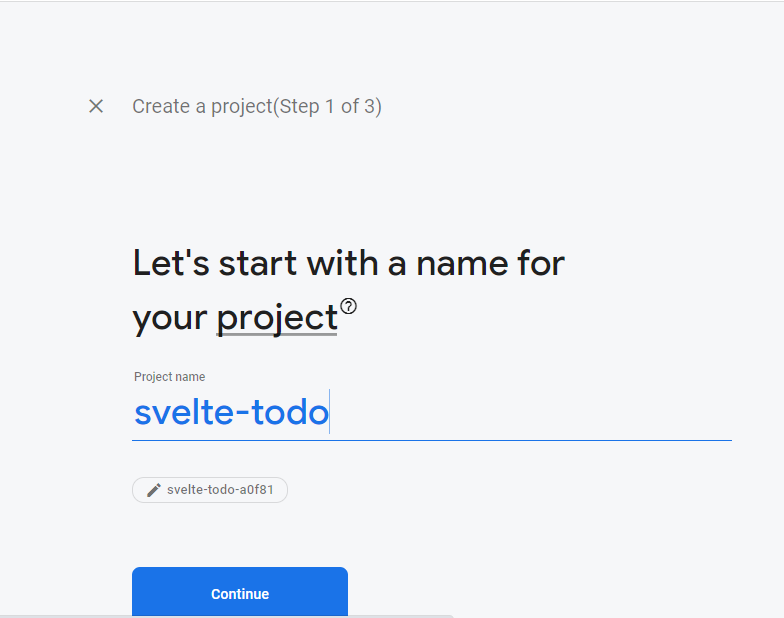 Create a project(Step 1 of 3)
Let's start with a name for
your project
Project name
svelte-todo
svelte-todo-a0f81
Continue